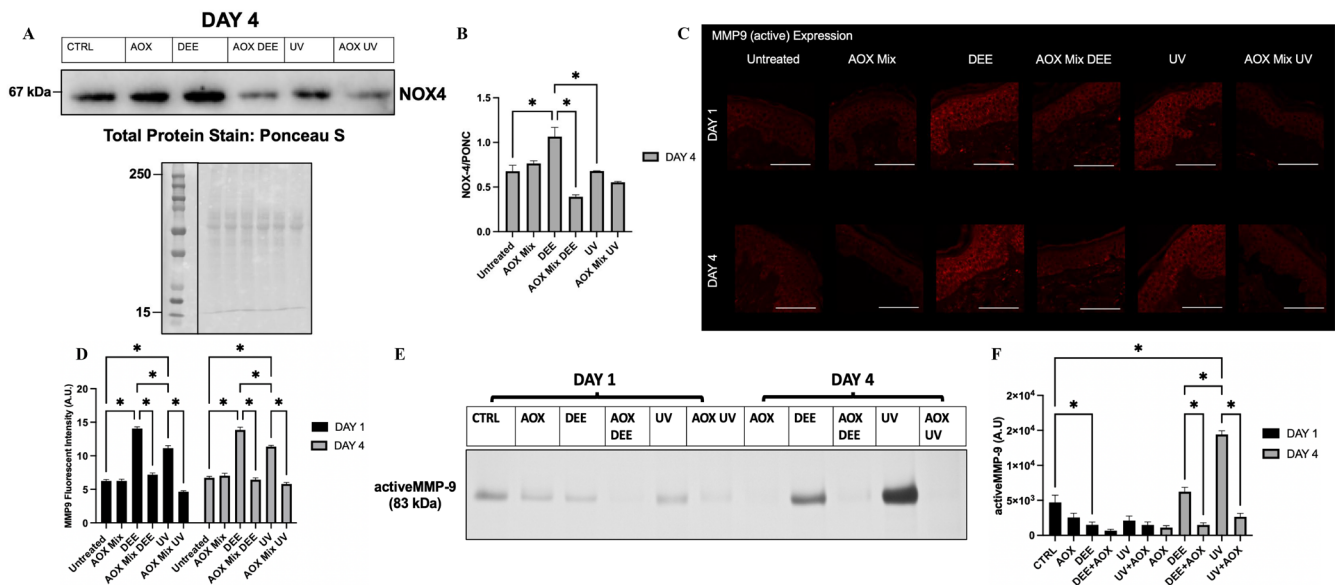 A
DAY 4
CTRL AOX DEE AOX DEE UV AOX UV
67 kDa NOX4
Total Protein Stain: Ponceau S
250
15
B
*
* *
1.5
1.0
0.5
0.0
NOX-4/PONC
DAY 4
Untreated
AOX Mix
DEE
AOX Mix DEE
UV
AOX Mix UV
C
MMP9 (active) Expression
Untreated AOX Mix DEE AOX Mix DEE UV AOX Mix UV
DAY 1
DAY 4
D
* *
* *
* * * * * *
20
15
10
5
0
MMP9 Fluorescent Intensity (A.U.)
DAY 1
DAY 4
Untreated
AOX Mix
DEE
AOX Mix DEE
UV
AOX Mix UV
Untreated
AOX Mix
DEE
AOX Mix DEE
UV
AOX Mix UV
E
DAY 1 DAY 4
CTRL AOX DEE AOX DEE UV AOX UV AOX DEE AOX DEE UV AOX UV
activeMMP-9
(83 kDa)
F
*
*
* * *
2×10⁴
2×10⁴
1×10⁴
5×10³
0
activeMMP-9 (A.U)
DAY 1
DAY 4
CTRL
AOX
DEE
DEE+AOX
UV
UV+AOX
AOX
DEE
DEE+AOX
UV
UV+AOX